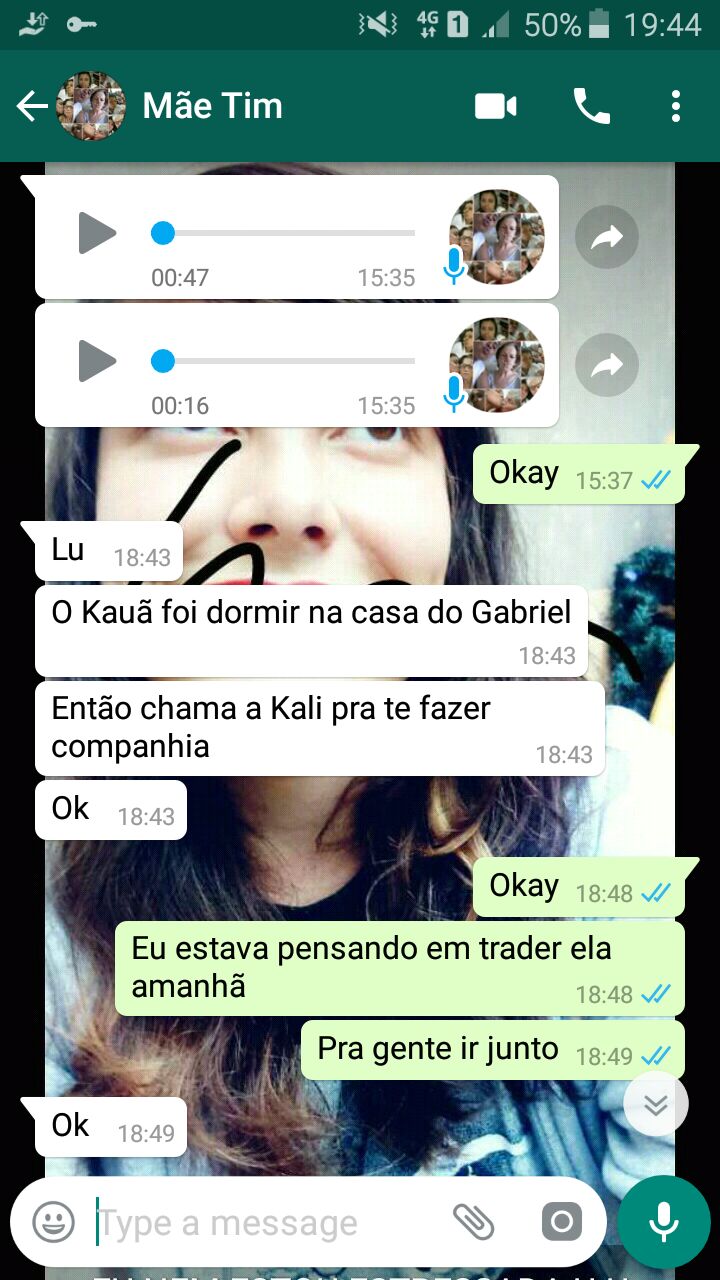 4G 1 50% 19:44
Mãe Tim
00:47 15:35
00:16 15:35
Okay 15:37
Lu 18:43
O Kauã foi dormir na casa do Gabriel
18:43
Então chama a Kali pra te fazer
companhia 18:43
Ok 18:43
Okay 18:48
Eu estava pensando em trader ela
amanhã 18:48
Pra gente ir junto 18:49
Ok 18:49
Type a message